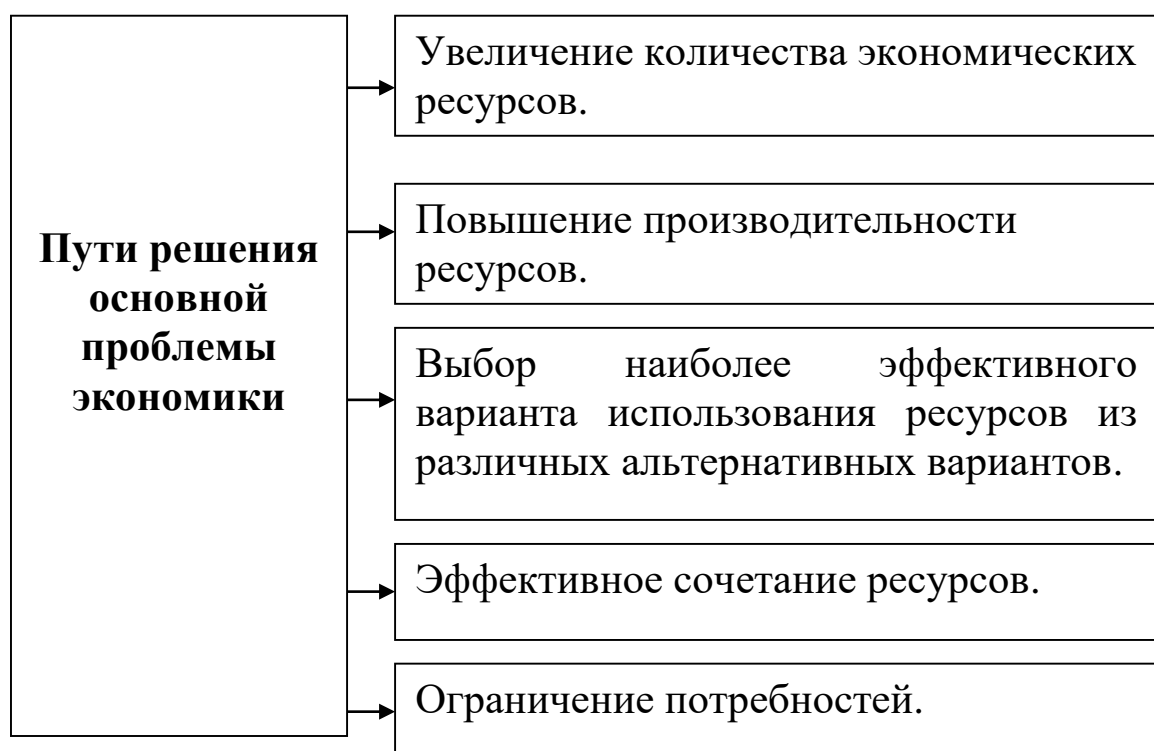 Пути решения
основной
проблемы
экономики
Увеличение количества экономических
ресурсов.
Повышение производительности
ресурсов.
Выбор наиболее эффективного
варианта использования ресурсов из
различных альтернативных вариантов.
Эффективное сочетание ресурсов.
Ограничение потребностей.